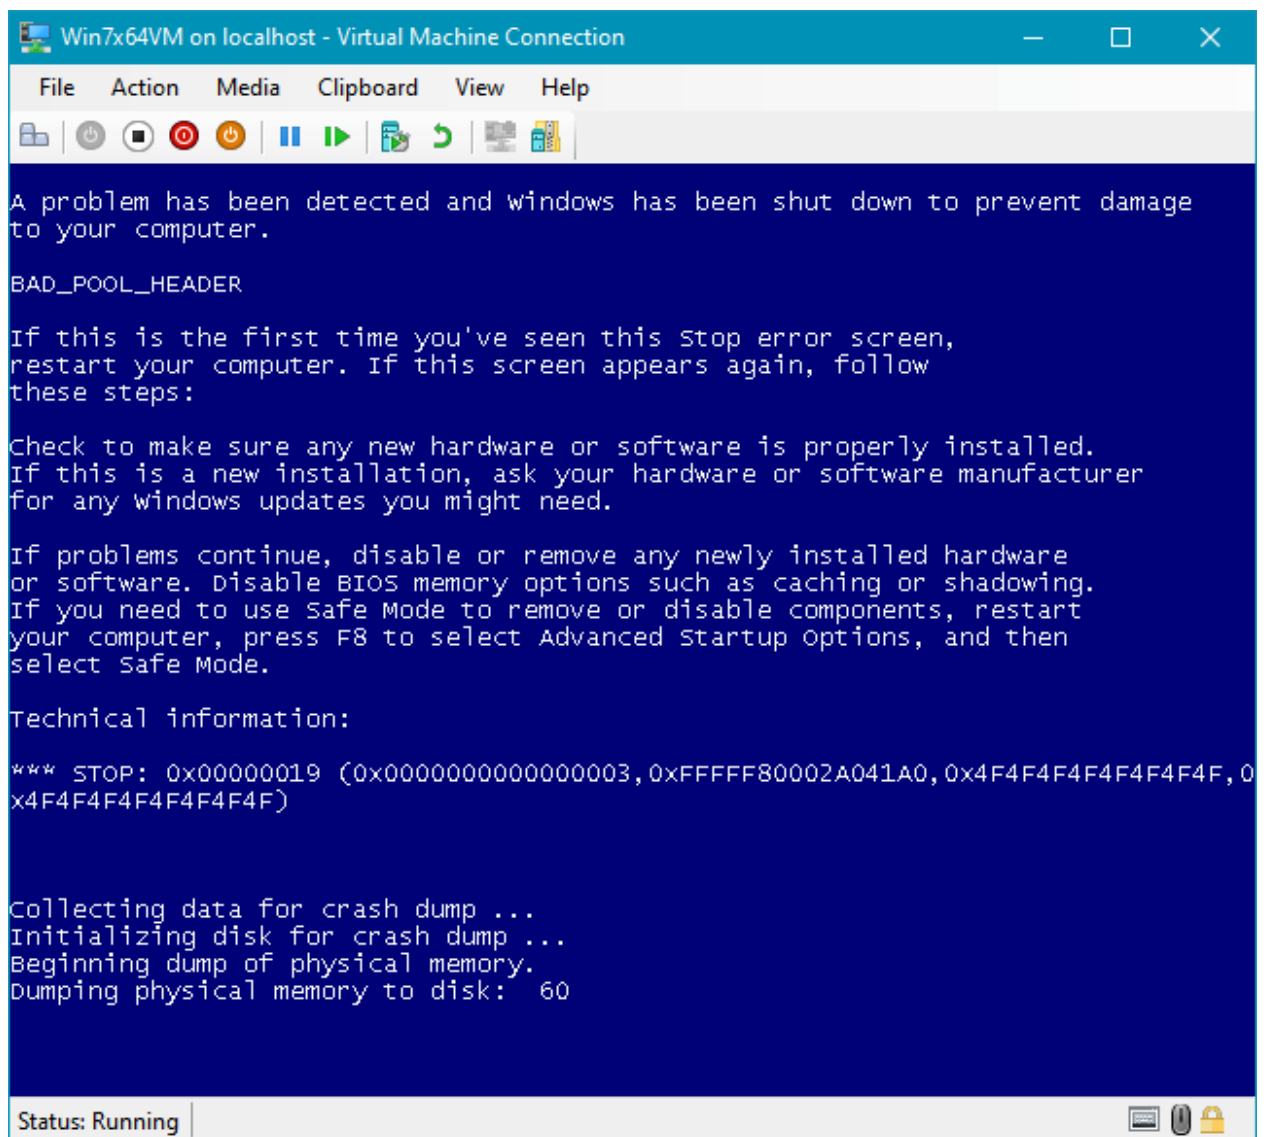 Win7x64VM on localhost - Virtual Machine Connection
File Action Media Clipboard View Help
A problem has been detected and Windows has been shut down to prevent damage
to your computer.
BAD_POOL_HEADER
If this is the first time you've seen this Stop error screen,
restart your computer. If this screen appears again, follow
these steps:
Check to make sure any new hardware or software is properly installed.
If this is a new installation, ask your hardware or software manufacturer
for any Windows updates you might need.
If problems continue, disable or remove any newly installed hardware
or software. Disable BIOS memory options such as caching or shadowing.
If you need to use Safe Mode to remove or disable components, restart
your computer, press F8 to select Advanced Startup Options, and then
select Safe Mode.
Technical information:
*** STOP: 0x00000019 (0x0000000000000003,0xFFFFF80002A041A0,0x4F4F4F4F4F4F4F4F,0
x4F4F4F4F4F4F4F4F)
Collecting data for crash dump ...
Initializing disk for crash dump ...
Beginning dump of physical memory.
Dumping physical memory to disk: 60
Status: Running